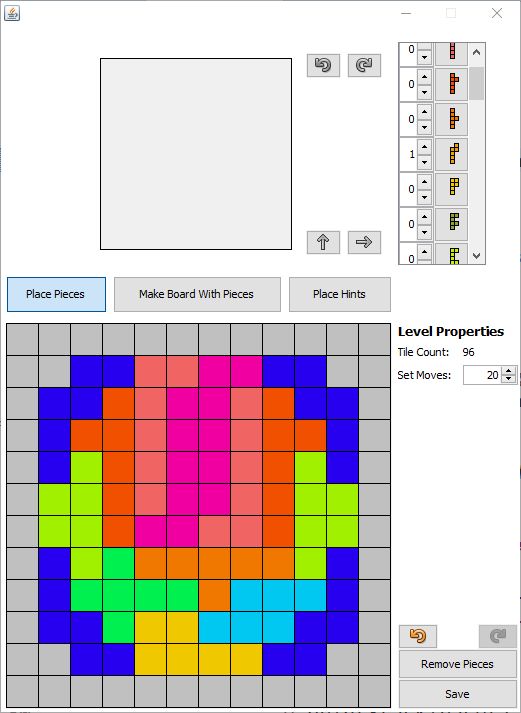 0
0
0
1
0
0
0
Place Pieces
Make Board With Pieces
Place Hints
Level Properties
Tile Count: 96
Set Moves: 20
Remove Pieces
Save